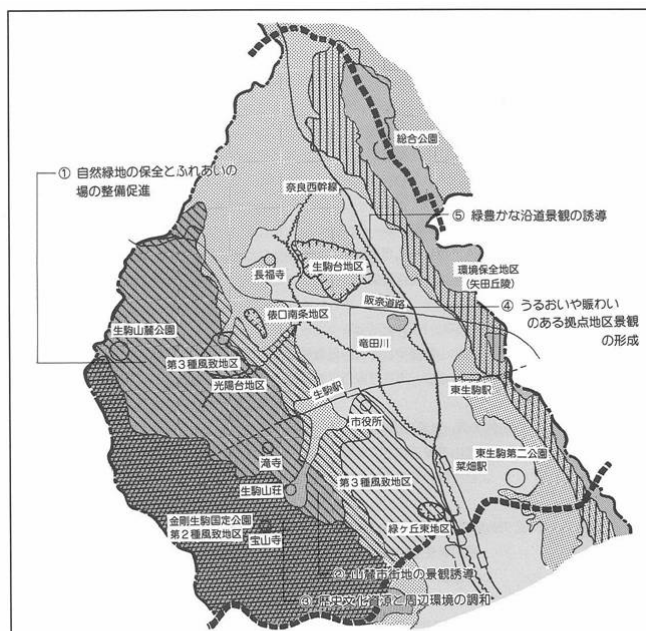 総合公園
① 自然緑地の保全とふれあいの
場の整備促進
奈良西幹線
⑤ 緑豊かな沿道景観の誘導
長福寺
生駒台地区
環境保全地区
(矢田丘陵)
阪奈道路
④ うるおいや賑わい
のある拠点地区景観
の形成
俵口南条地区
生駒山麓公園
竜田川
第3種風致地区
光陽台地区
生駒駅
東生駒駅
市役所
東生駒第二公園
滝寺
菜畑駅
生駒山荘
第3種風致地区
金剛生駒国定公園
第2種風致地区
宝山寺
緑ヶ丘東地区
② 山麓市街地の景観誘導
③ 歴史文化資源と周辺環境の調和